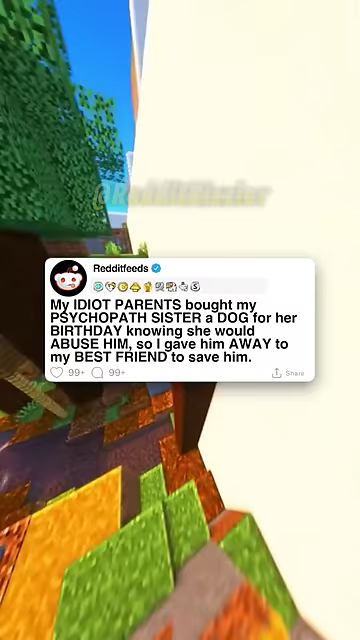 Redditfeeds
My IDIOT PARENTS bought my
PSYCHOPATH SISTER a DOG for her
BIRTHDAY knowing she would
ABUSE HIM, so I gave him AWAY to
my BEST FRIEND to save him.
99+ 99+ Share